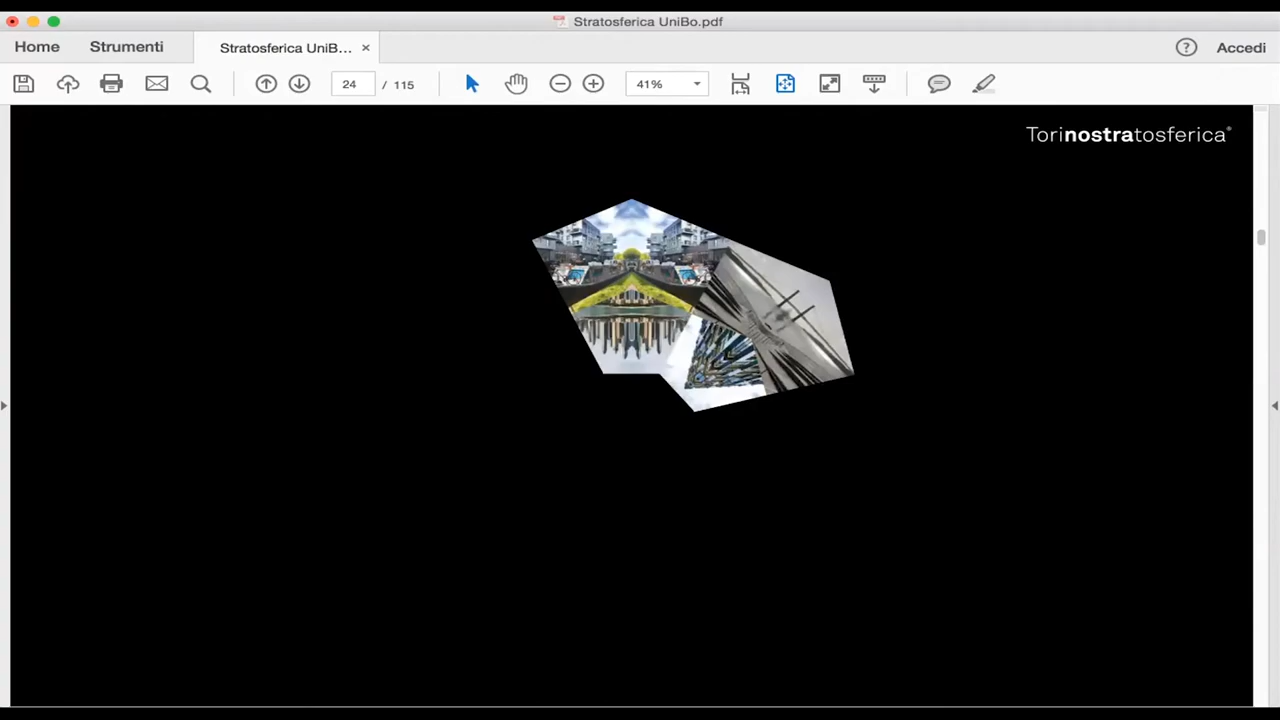 Stratosferica UniBo.pdf
Home Strumenti Stratosferica UniB... × ? Accedi
24 / 115 41%
Torinostratosferica®